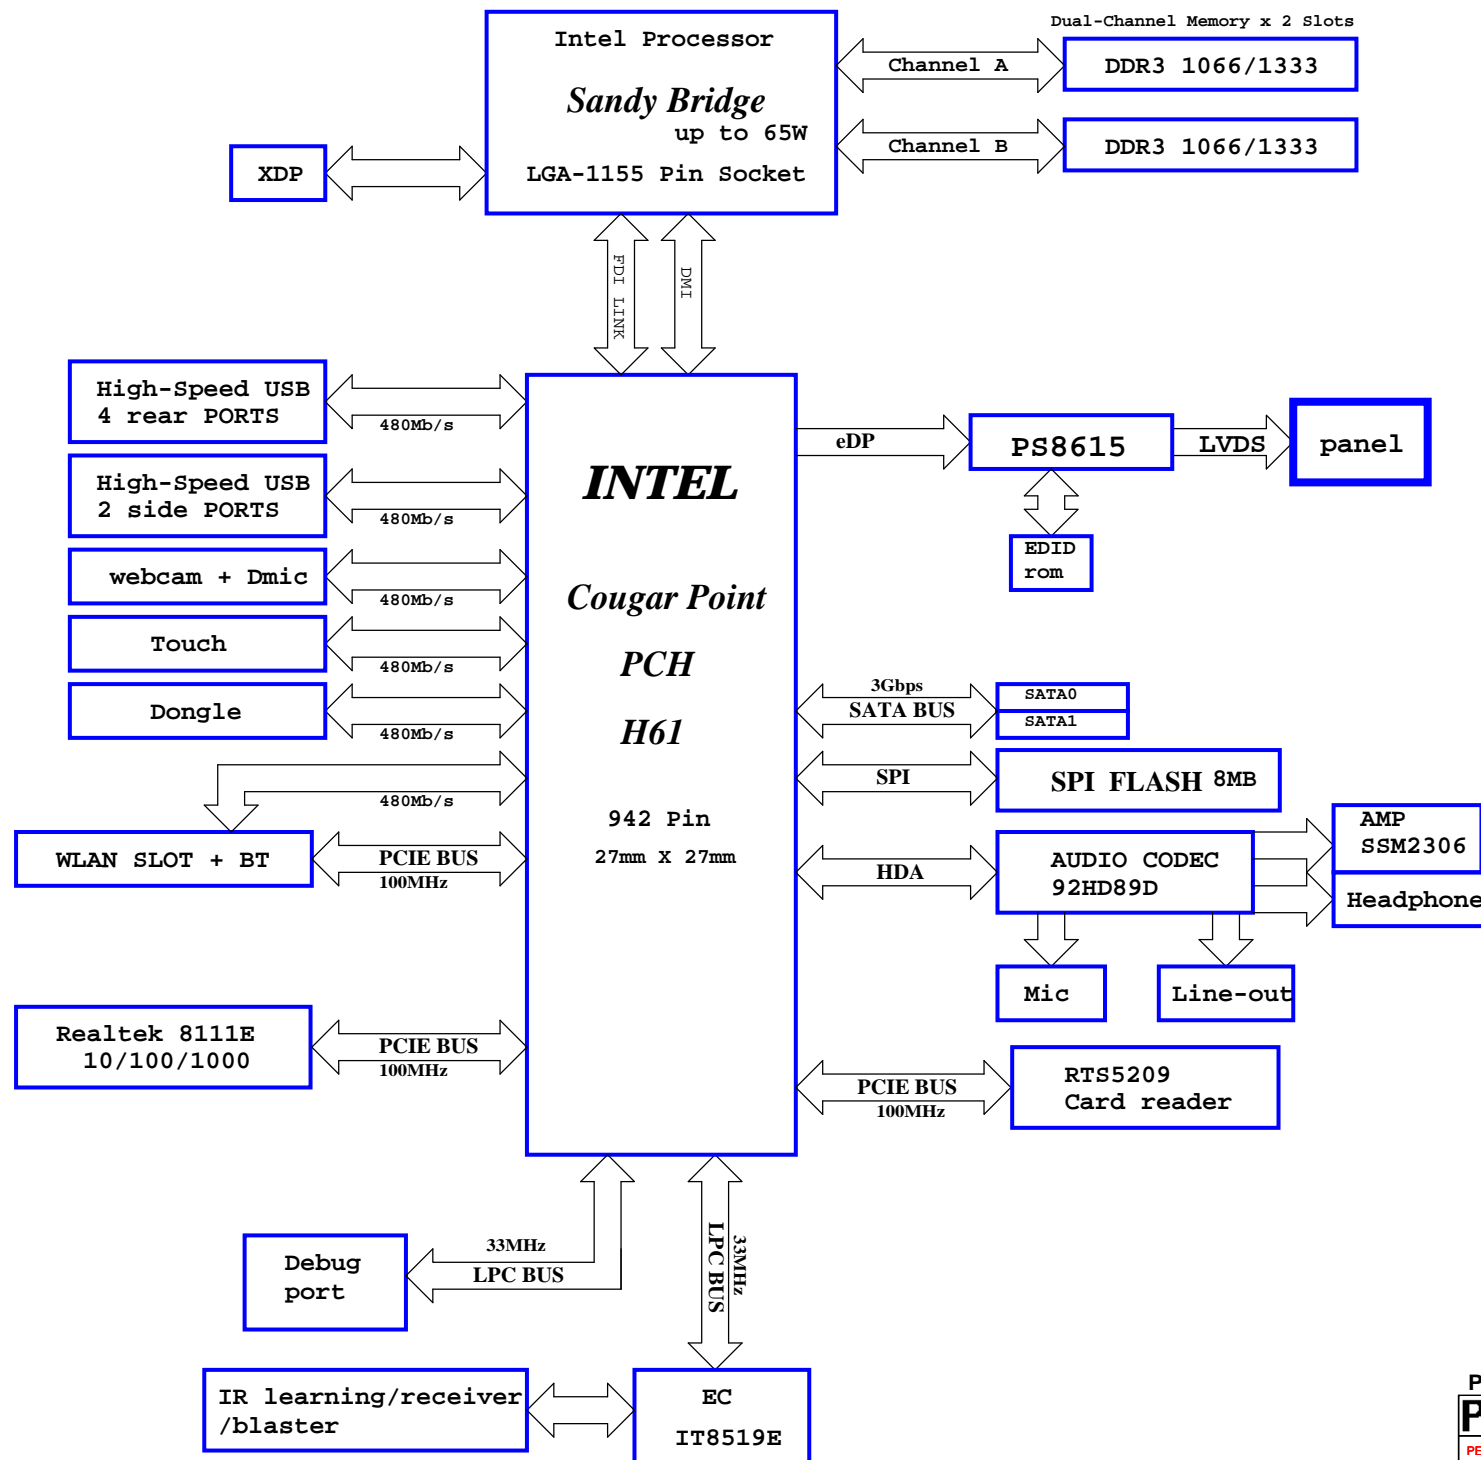 Dual-Channel Memory x 2 Slots
Intel Processor
Sandy Bridge
up to 65W
LGA-1155 Pin Socket
Channel A
DDR3 1066/1333
Channel B
DDR3 1066/1333
XDP
FDI LINK
DMI
High-Speed USB
4 rear PORTS
480Mb/s
High-Speed USB
2 side PORTS
480Mb/s
webcam + Dmic
480Mb/s
Touch
480Mb/s
Dongle
480Mb/s
480Mb/s
WLAN SLOT + BT
PCIE BUS
100MHz
Realtek 8111E
10/100/1000
PCIE BUS
100MHz
INTEL
Cougar Point
PCH
H61
942 Pin
27mm X 27mm
eDP
PS8615
LVDS
panel
EDID
rom
3Gbps
SATA BUS
SATA0
SATA1
SPI
SPI FLASH 8MB
HDA
AUDIO CODEC
92HD89D
AMP
SSM2306
Headphone
Mic
Line-out
PCIE BUS
100MHz
RTS5209
Card reader
33MHz
LPC BUS
Debug
port
33MHz
LPC BUS
IR learning/receiver
/blaster
EC
IT8519E
P
P
PE